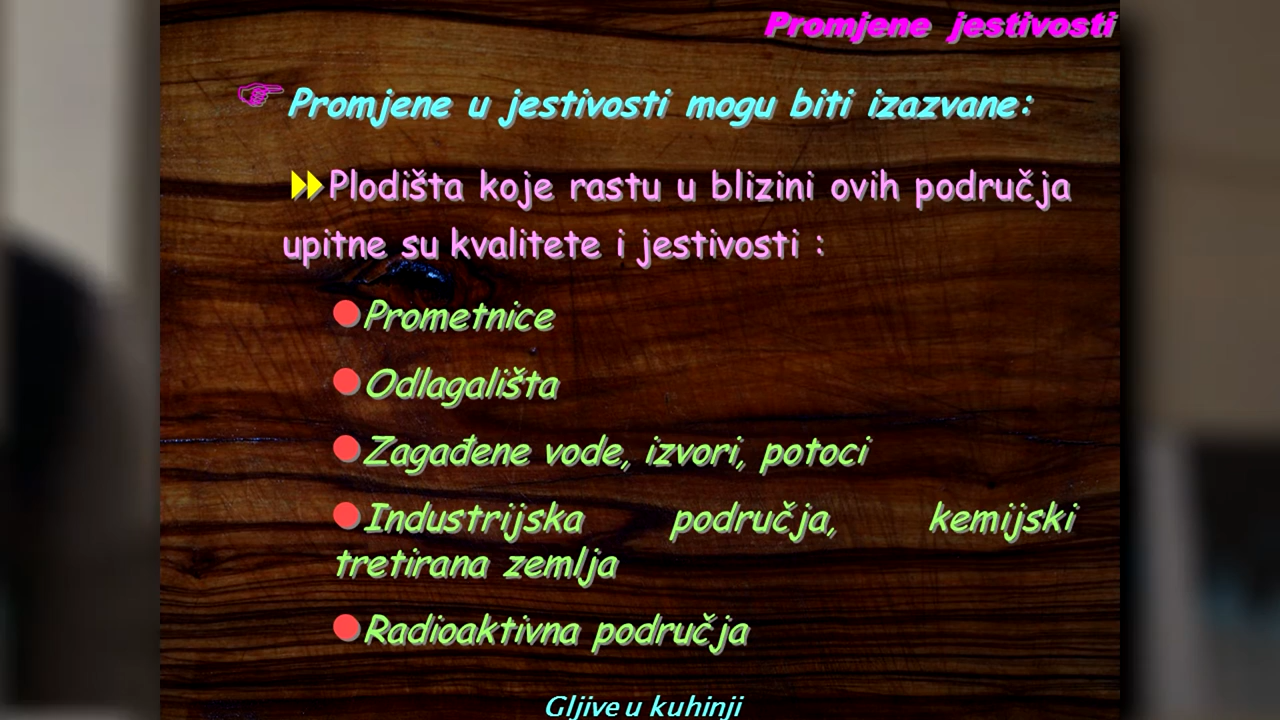 Promjene jestivosti
Promjene u jestivosti mogu biti izazvane:
Plodišta koje rastu u blizini ovih područja
upitne su kvalitete i jestivosti :
Prometnice
Odlagališta
Zagađene vode, izvori, potoci
Industrijska područja, kemijski
tretirana zemlja
Radioaktivna područja
Gljive u kuhinji